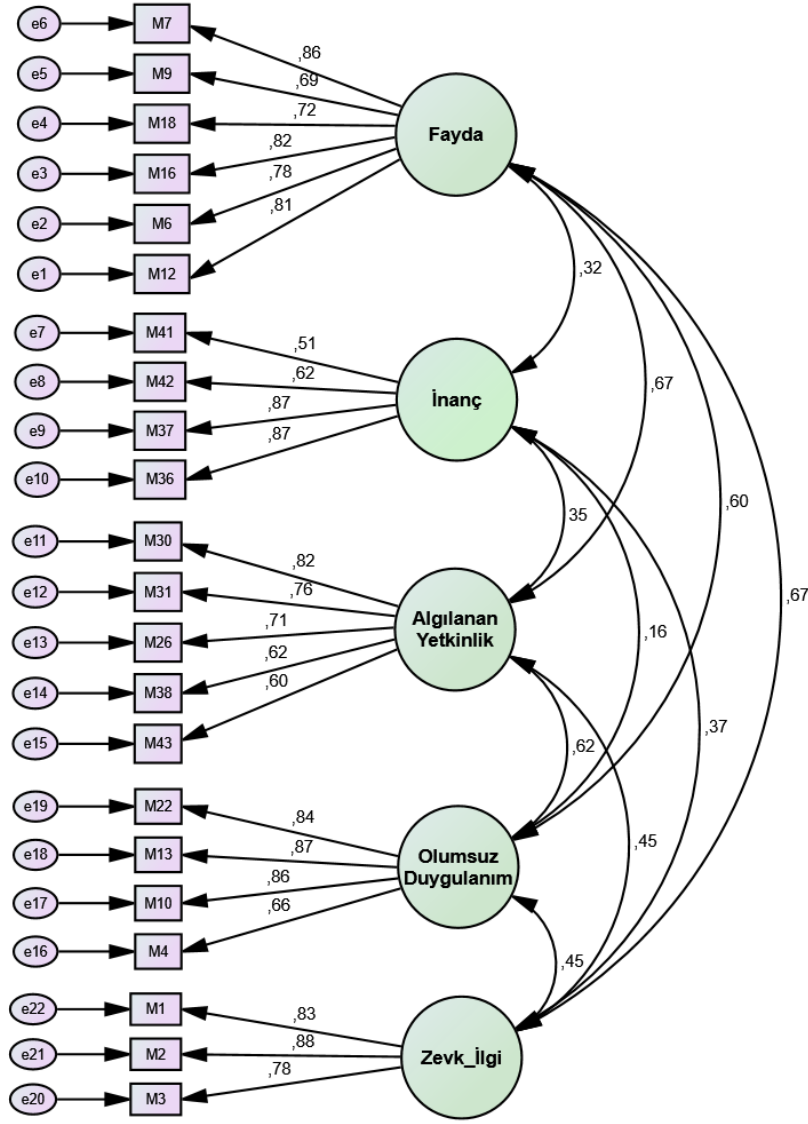 e6
M7
,86
e5
M9
,69
e4
M18
,72
e3
M16
,82
e2
M6
,78
e1
M12
,81
Fayda
e7
M41
,51
e8
M42
,62
e9
M37
,87
e10
M36
,87
İnanç
e11
M30
,82
e12
M31
,76
e13
M26
,71
e14
M38
,62
e15
M43
,60
Algılanan
Yetkinlik
e19
M22
,84
e18
M13
,87
e17
M10
,86
e16
M4
,66
Olumsuz
Duygulanım
e22
M1
,83
e21
M2
,88
e20
M3
,78
Zevk_İlgi
,32
,67
,60
,67
35
,16
,37
,62
,45
,45